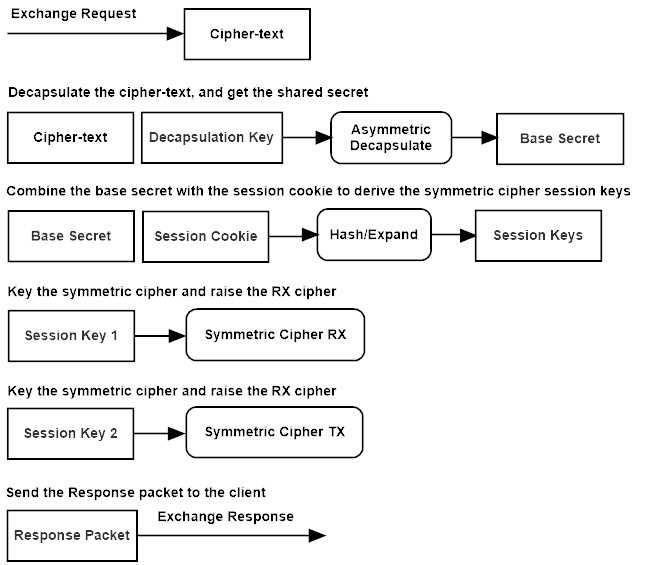 Exchange Request
Cipher-text
Decapsulate the cipher-text, and get the shared secret
Cipher-text
Decapsulation Key
Asymmetric
Decapsulate
Base Secret
Combine the base secret with the session cookie to derive the symmetric cipher session keys
Base Secret
Session Cookie
Hash/Expand
Session Keys
Key the symmetric cipher and raise the RX cipher
Session Key 1
Symmetric Cipher RX
Key the symmetric cipher and raise the RX cipher
Session Key 2
Symmetric Cipher TX
Send the Response packet to the client
Response Packet
Exchange Response